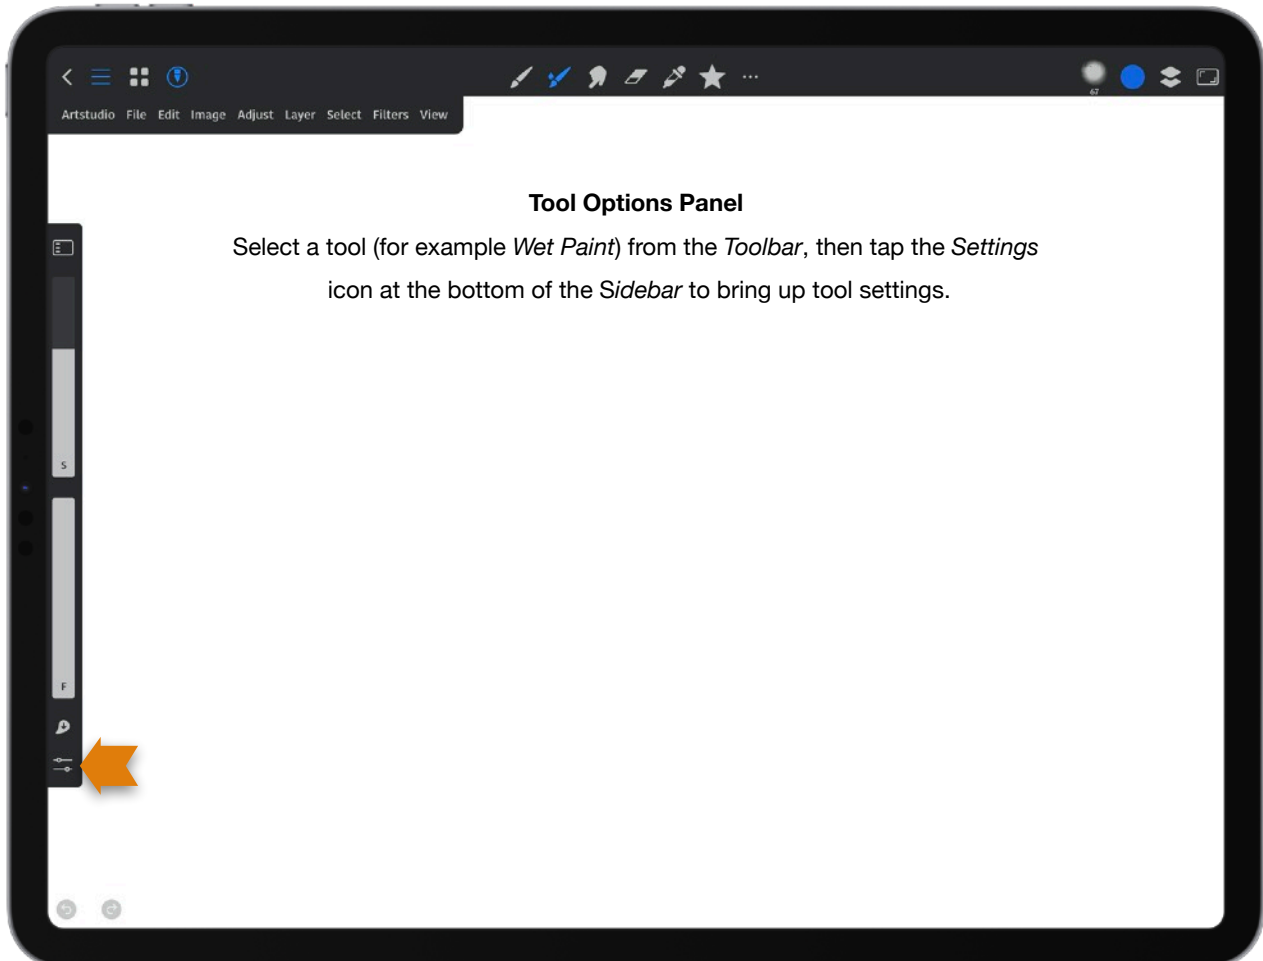 67
Artstudio File Edit Image Adjust Layer Select Filters View
Tool Options Panel
Select a tool (for example Wet Paint) from the Toolbar, then tap the Settings
icon at the bottom of the Sidebar to bring up tool settings.
S
F